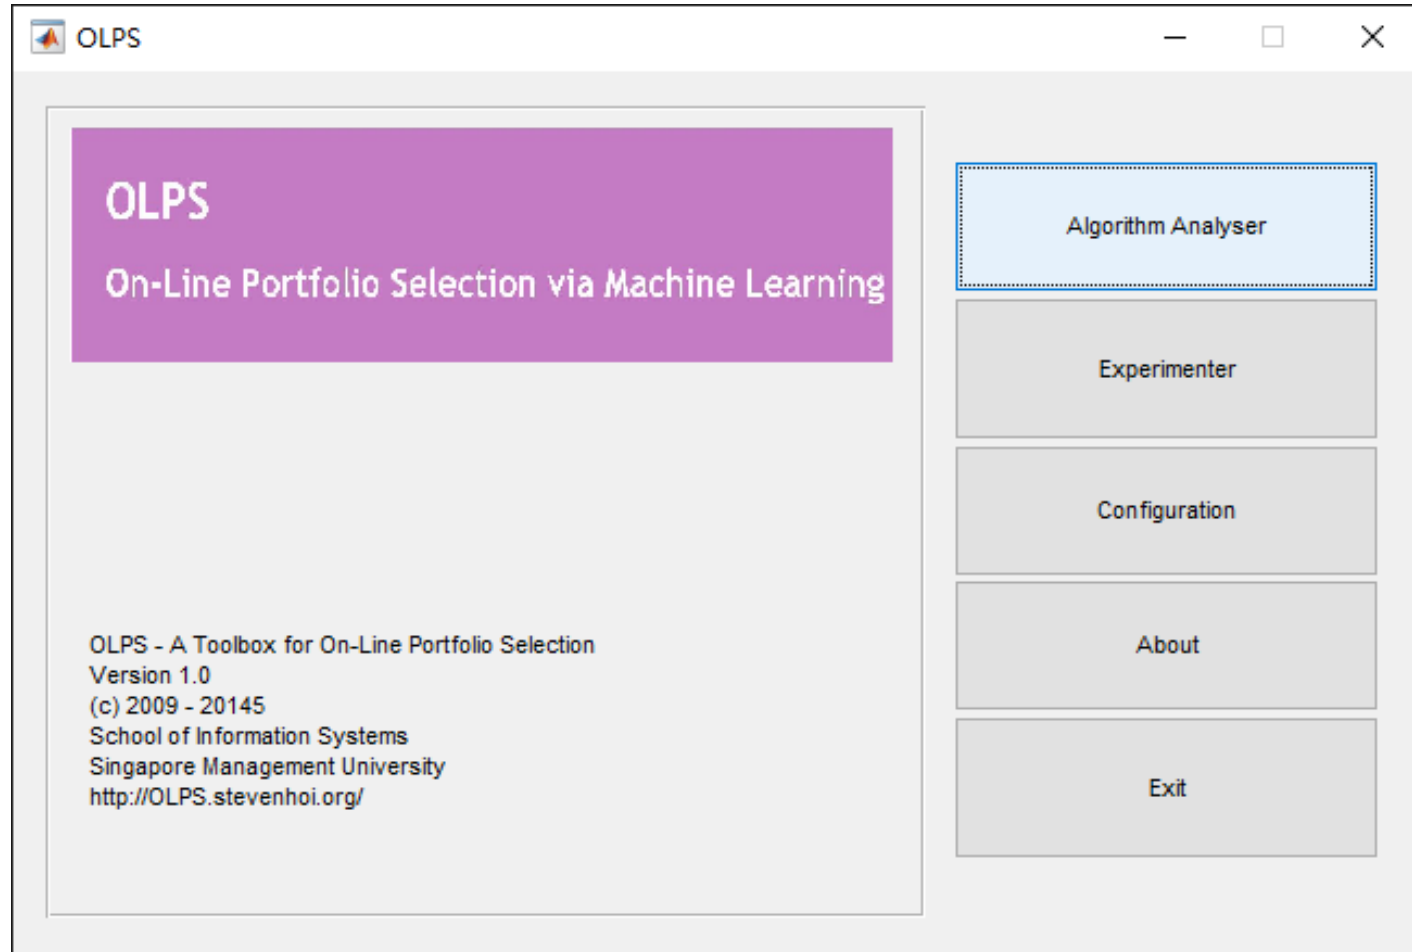 OLPS
OLPS
On-Line Portfolio Selection via Machine Learning
OLPS - A Toolbox for On-Line Portfolio Selection
Version 1.0
(c) 2009 - 20145
School of Information Systems
Singapore Management University
http://OLPS.stevenhoi.org/
Algorithm Analyser
Experimenter
Configuration
About
Exit